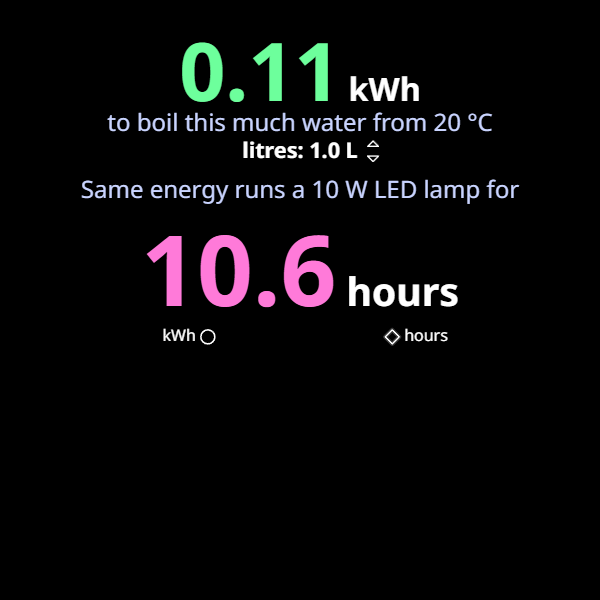 0.11 kWh
to boil this much water from 20 °C
litres: 1.0 L
Same energy runs a 10 W LED lamp for
10.6 hours
kWh hours